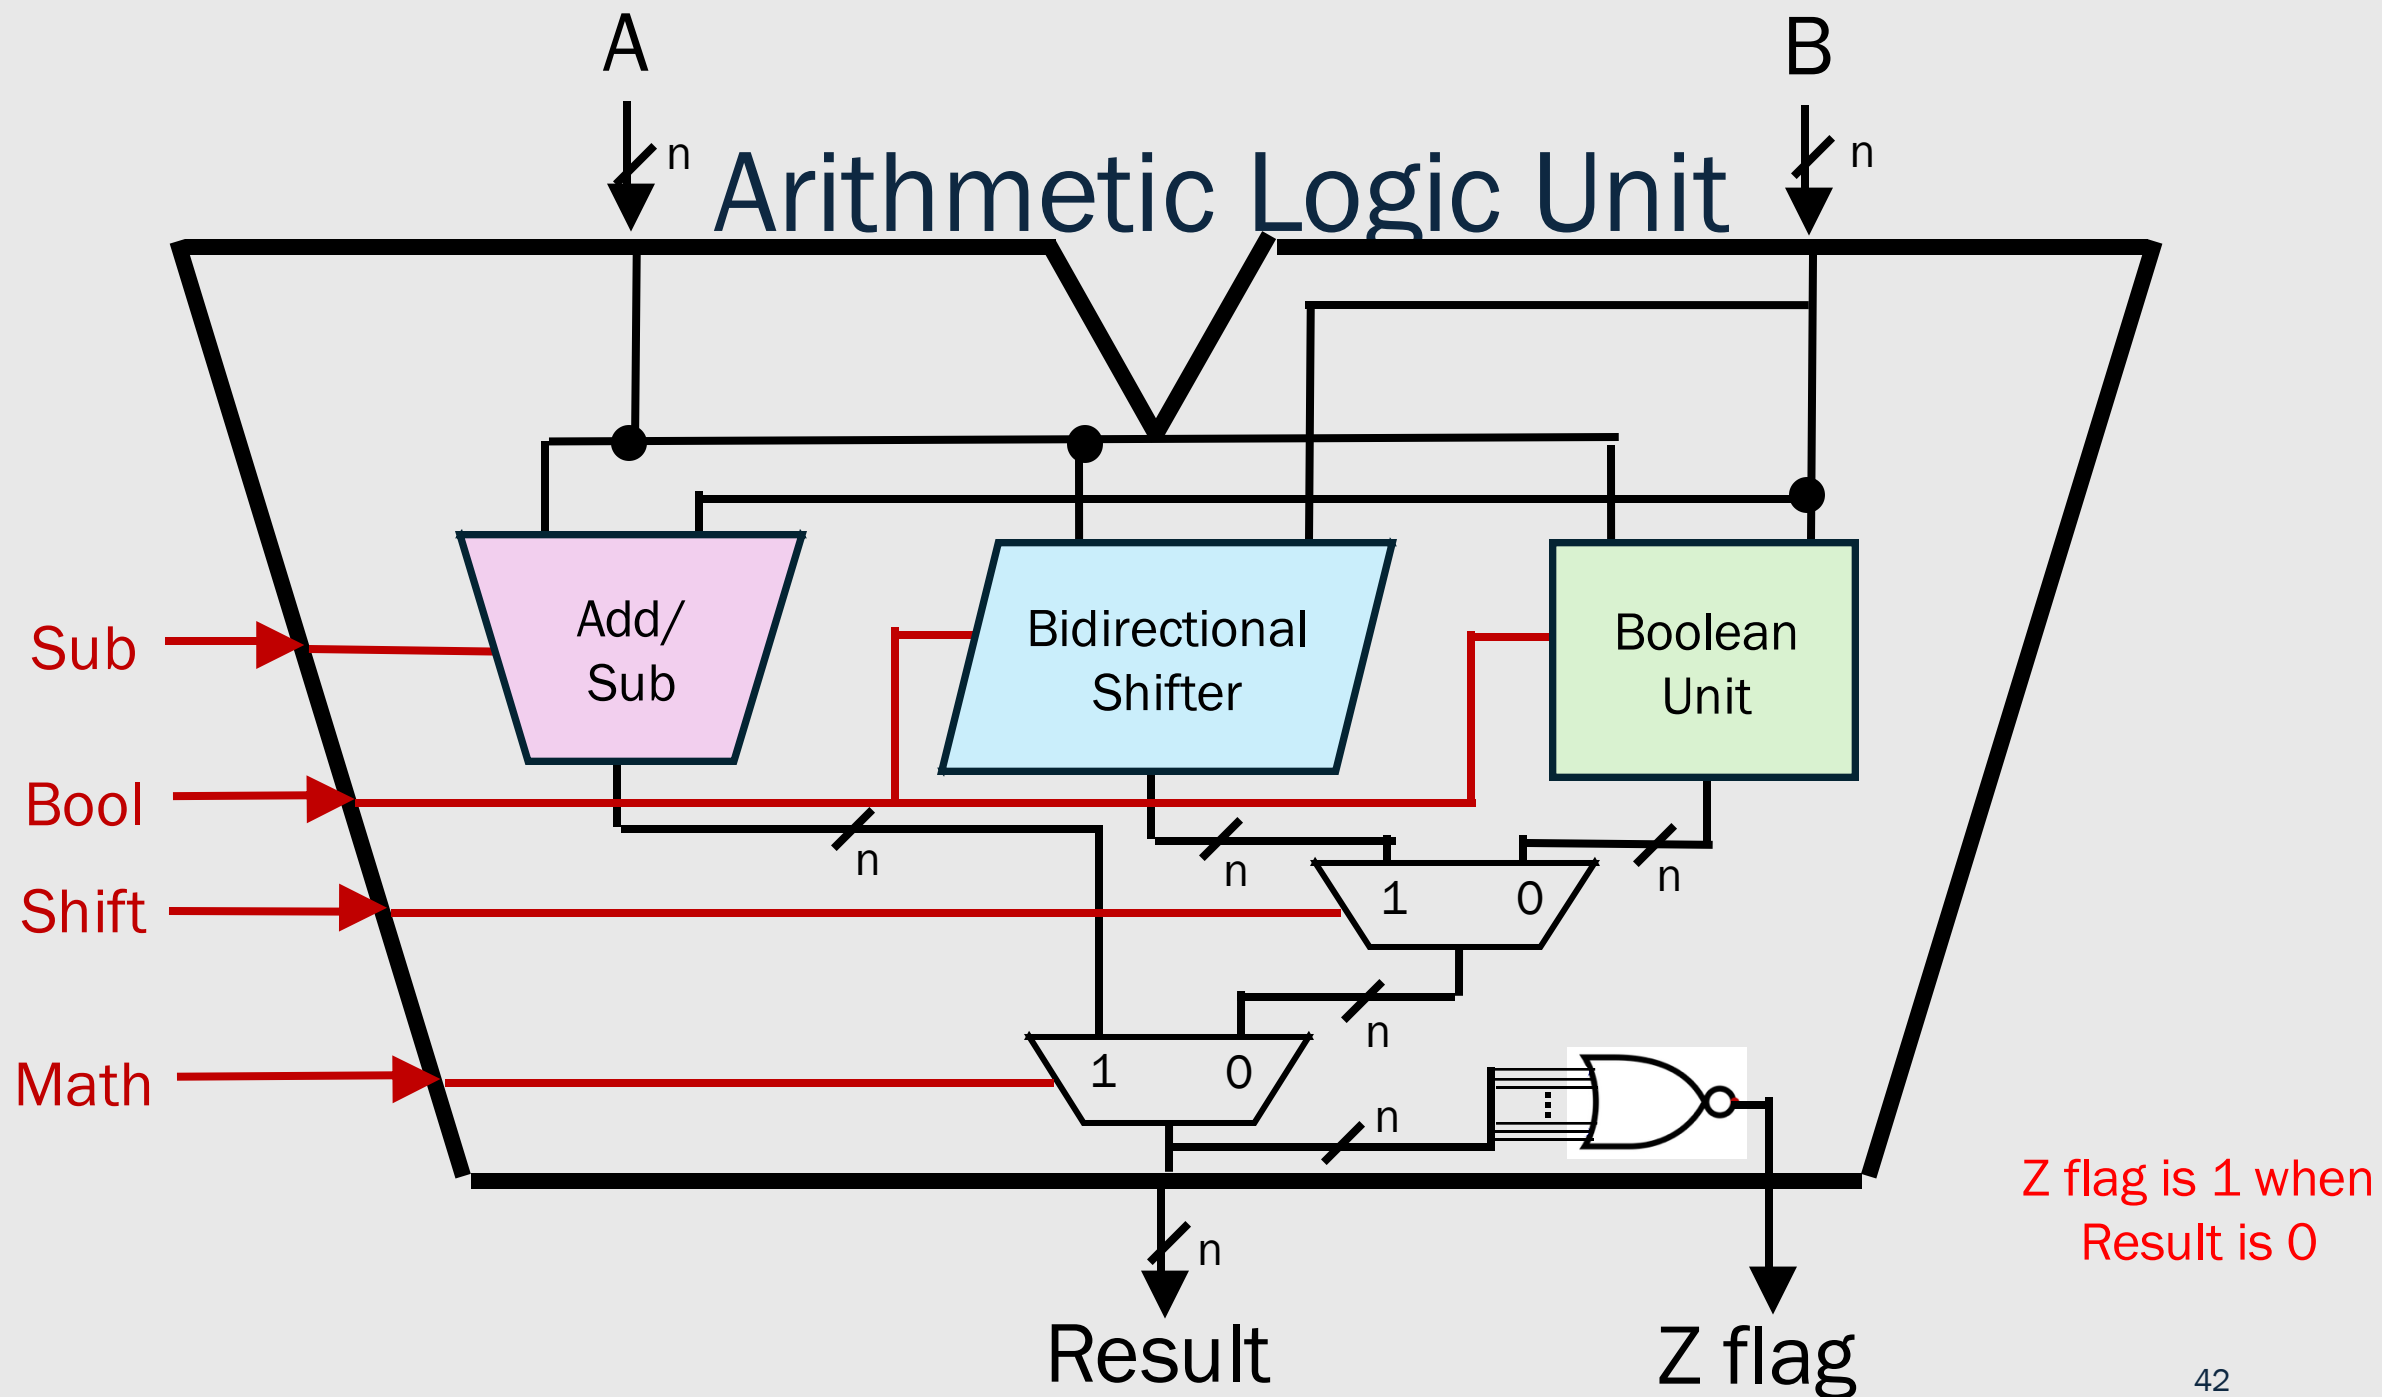 A
B
n
n
Arithmetic Logic Unit
Add/
Sub
Bidirectional
Shifter
Boolean
Unit
Sub
Bool
n
n
n
Shift
1
0
n
Math
1
0
n
Z flag is 1 when
Result is 0
n
Result
Z flag
42